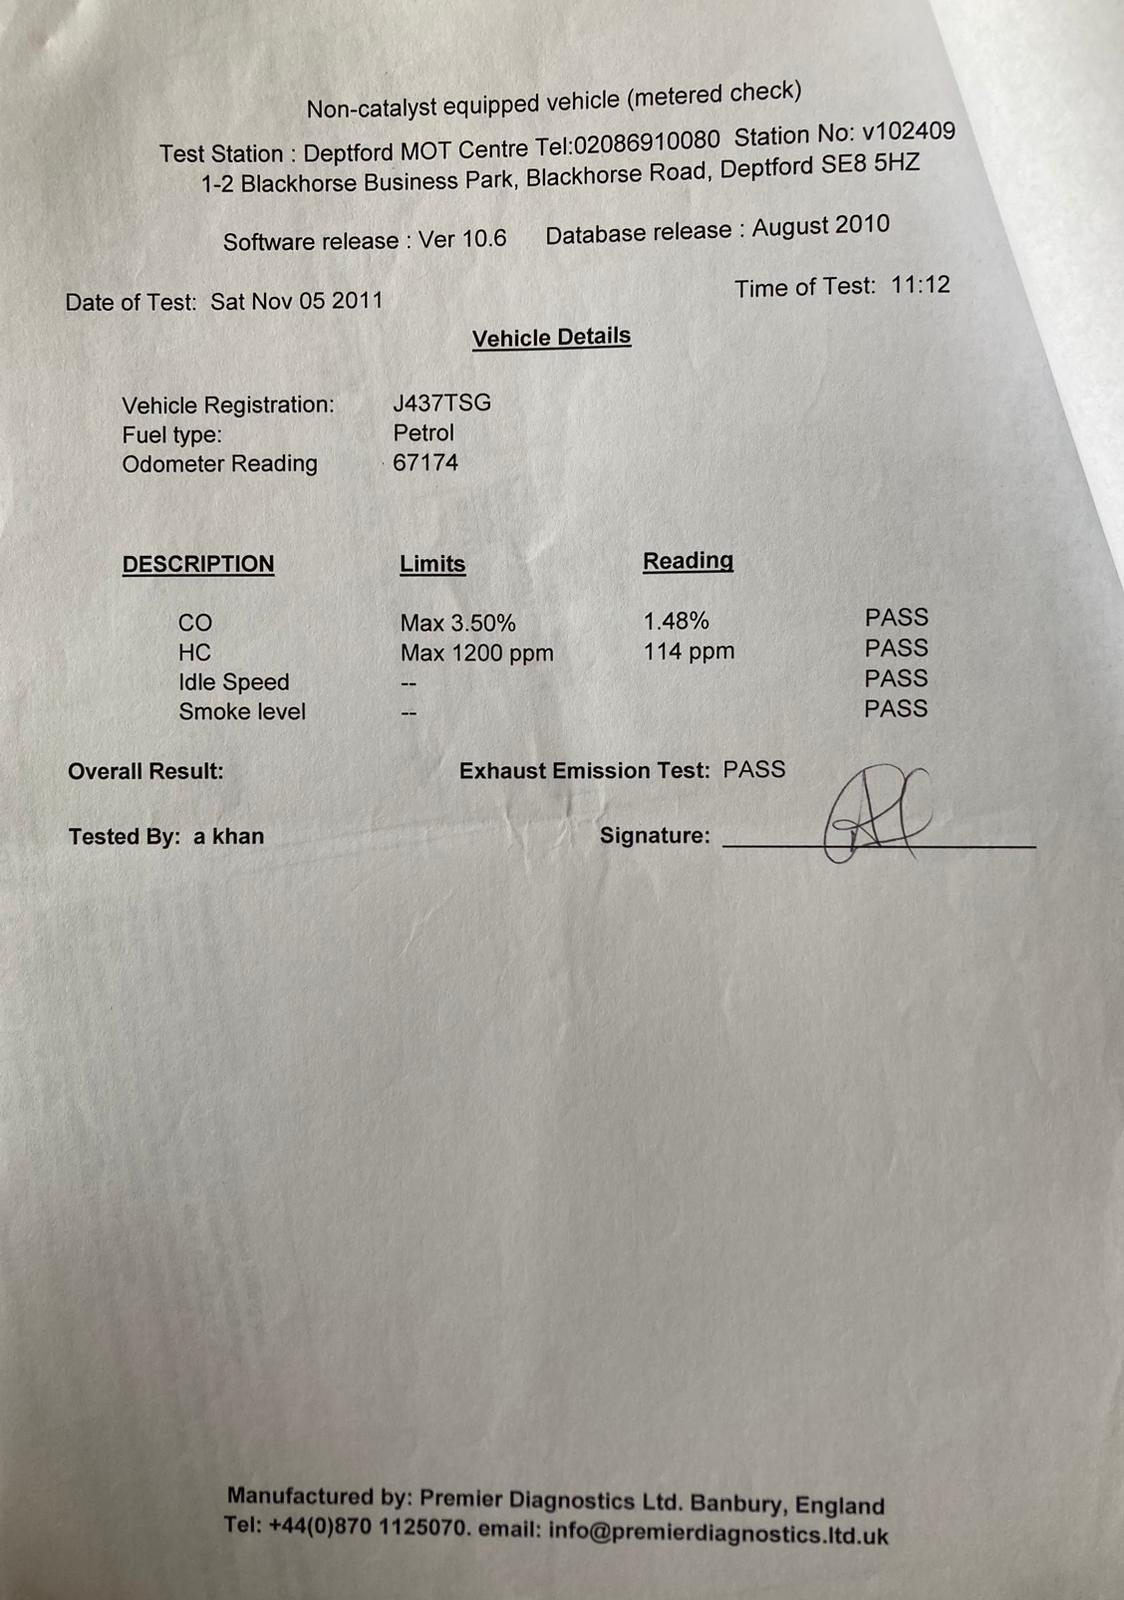 Non-catalyst equipped vehicle (metered check)
Test Station : Deptford MOT Centre Tel:02086910080 Station No: v102409
1-2 Blackhorse Business Park, Blackhorse Road, Deptford SE8 5HZ
Software release : Ver 10.6 Database release : August 2010
Date of Test: Sat Nov 05 2011 Time of Test: 11:12
Vehicle Details
Vehicle Registration: J437TSG
Fuel type: Petrol
Odometer Reading 67174
DESCRIPTION Limits Reading
CO Max 3.50% 1.48% PASS
HC Max 1200 ppm 114 ppm PASS
Idle Speed -- PASS
Smoke level -- PASS
Overall Result: Exhaust Emission Test: PASS
Tested By: a khan Signature:
Manufactured by: Premier Diagnostics Ltd. Banbury, England
Tel: +44(0)870 1125070. email: info@premierdiagnostics.ltd.uk